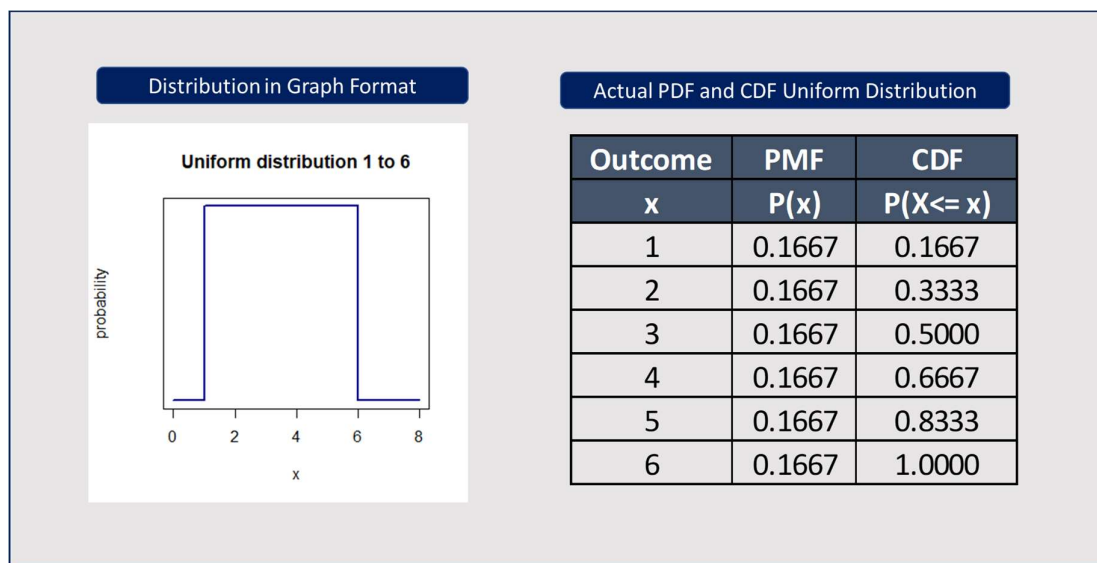 Distribution in Graph Format
Uniform distribution 1 to 6
probability
0 2 4 6 8
x
Actual PDF and CDF Uniform Distribution
Outcome PMF CDF
x P(x) P(X<= x)
1 0.1667 0.1667
2 0.1667 0.3333
3 0.1667 0.5000
4 0.1667 0.6667
5 0.1667 0.8333
6 0.1667 1.0000